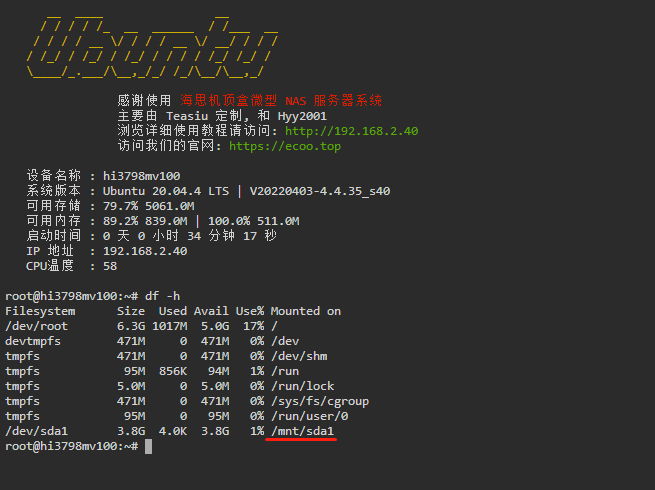 感谢使用 海思机顶盒微型 NAS 服务器系统
主要由 Teasiu 定制, 和 Hyy2001
浏览详细使用教程请访问: http://192.168.2.40
访问我们的官网: https://ecoo.top
设备名称 : hi3798mv100
系统版本 : Ubuntu 20.04.4 LTS | V20220403-4.4.35_s40
可用存储 : 79.7% 5061.0M
可用内存 : 89.2% 839.0M | 100.0% 511.0M
启动时间 : 0 天 0 小时 34 分钟 17 秒
IP 地址  : 192.168.2.40
CPU温度  : 58
root@hi3798mv100:~# df -h
Filesystem      Size  Used Avail Use% Mounted on
/dev/root       6.3G 1017M  5.0G  17% /
devtmpfs        471M     0  471M   0% /dev
tmpfs           471M     0  471M   0% /dev/shm
tmpfs            95M  856K   94M   1% /run
tmpfs           5.0M     0  5.0M   0% /run/lock
tmpfs           471M     0  471M   0% /sys/fs/cgroup
tmpfs            95M     0   95M   0% /run/user/0
/dev/sda1       3.8G  4.0K  3.8G   1% /mnt/sda1
root@hi3798mv100:~#